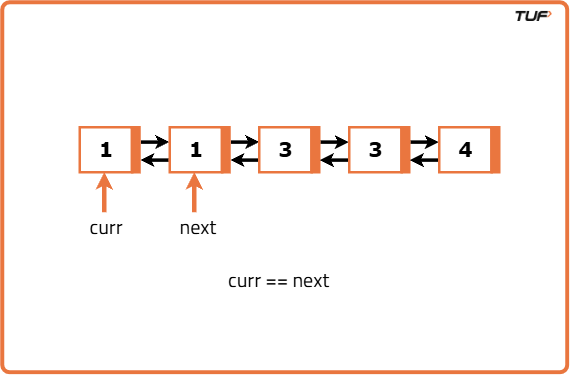 TUF
1 1 3 3 4
curr next
curr == next